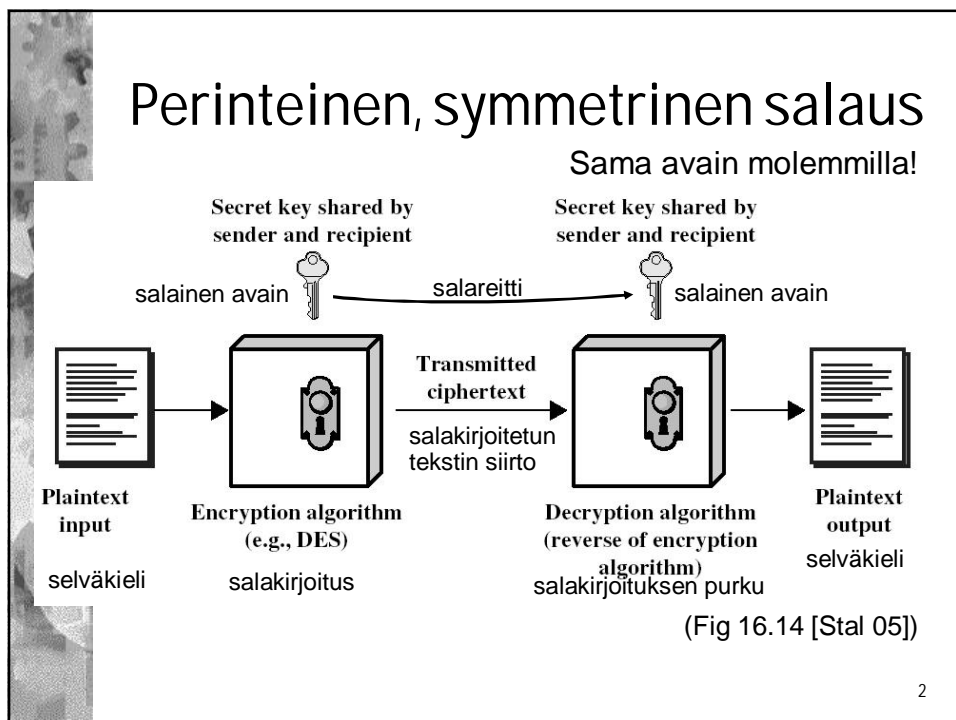 Perinteinen, symmetrinen salaus
Sama avain molemmilla!
Secret key shared by
sender and recipient
Secret key shared by
sender and recipient
salainen avain
salareitti
salainen avain
Transmitted
ciphertext
salakirjoitetun
tekstin siirto
Plaintext
input
selväkieli
Encryption algorithm
(e.g., DES)
salakirjoitus
Decryption algorithm
(reverse of encryption
algorithm)
salakirjoituksen purku
Plaintext
output
selväkieli
(Fig 16.14 [Stal 05])
2